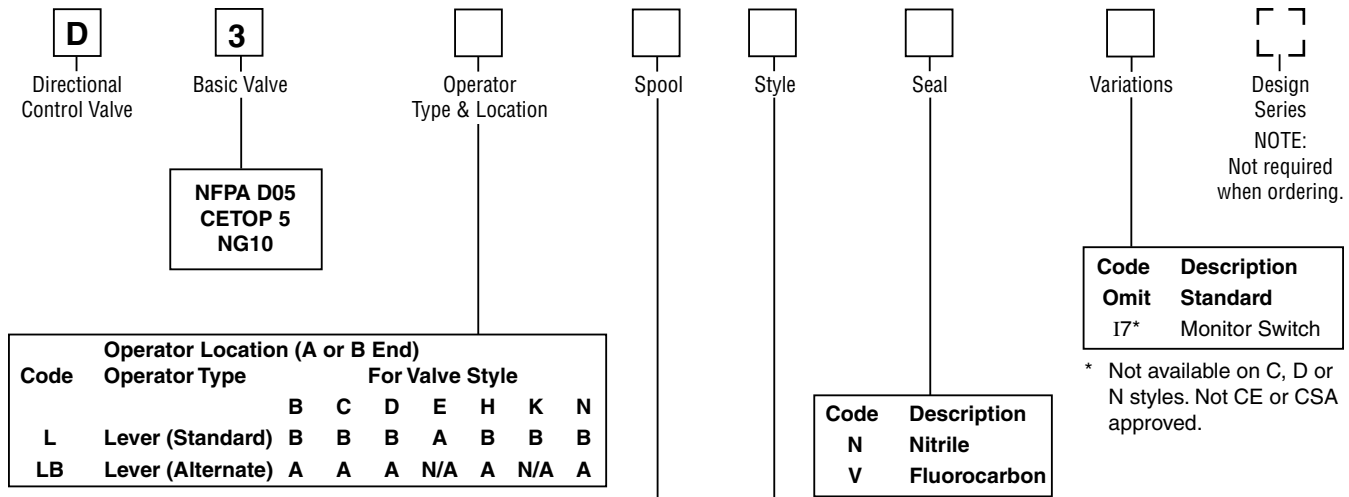 D
3
Directional
Control Valve
Basic Valve
Operator
Type & Location
Spool
Style
Seal
Variations
Design
Series
NOTE:
Not required
when ordering.
NFPA D05
CETOP 5
NG10
Code Description
Omit Standard
I7* Monitor Switch
* Not available on C, D or
N styles. Not CE or CSA
approved.
Operator Location (A or B End)
Code Operator Type For Valve Style
B C D E H K N
L Lever (Standard) B B B A B B B
LB Lever (Alternate) A A A N/A A N/A A
Code Description
N Nitrile
V Fluorocarbon